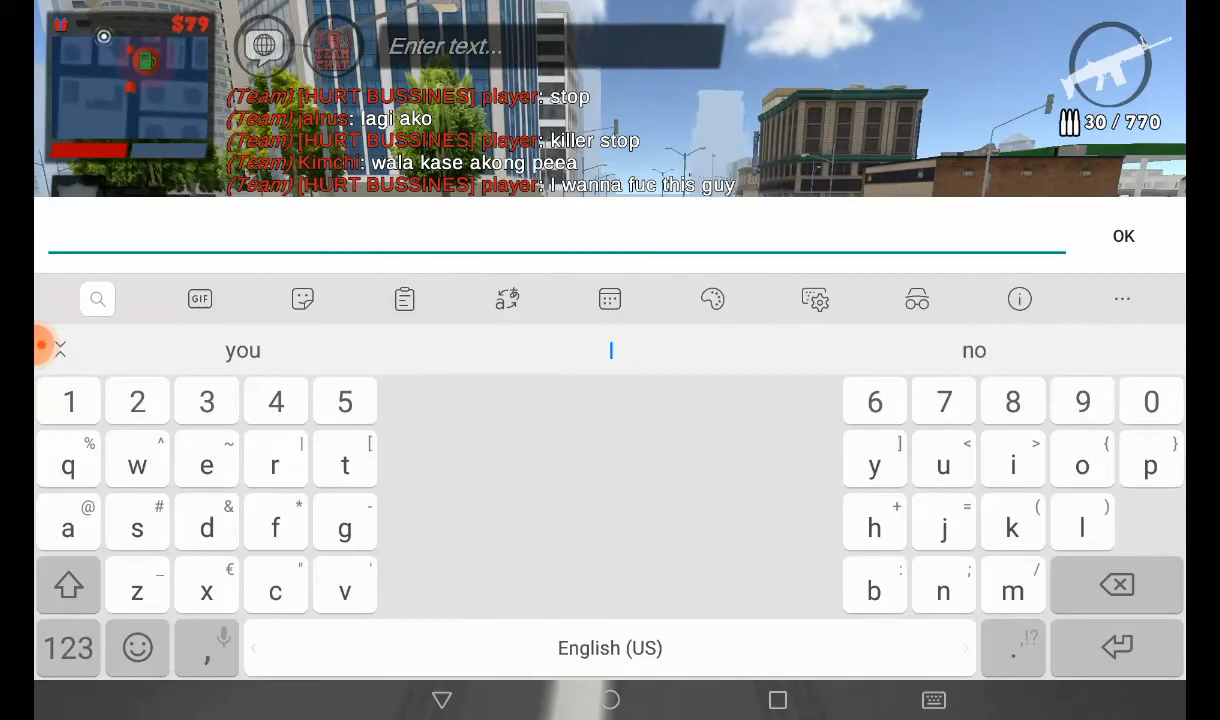 $79
TEAM CHAT
Enter text...
(Team) [HURT BUSSINES] player: stop
(Team) jairus: lagi ako
(Team) [HURT BUSSINES] player: killer stop
(Team) Kimchi: wala kase akong peea
(Team) [HURT BUSSINES] player: I wanna fuc this guy
30 / 770
OK
GIF
you I no
1 2 3 4 5 6 7 8 9 0
% ^ ~ | [ ] < > { }
q w e r t y u i o p
@ # & * - + = ( )
a s d f g h j k l
_ € " ' : ; /
z x c v b n m
123 , English (US) . ,!?